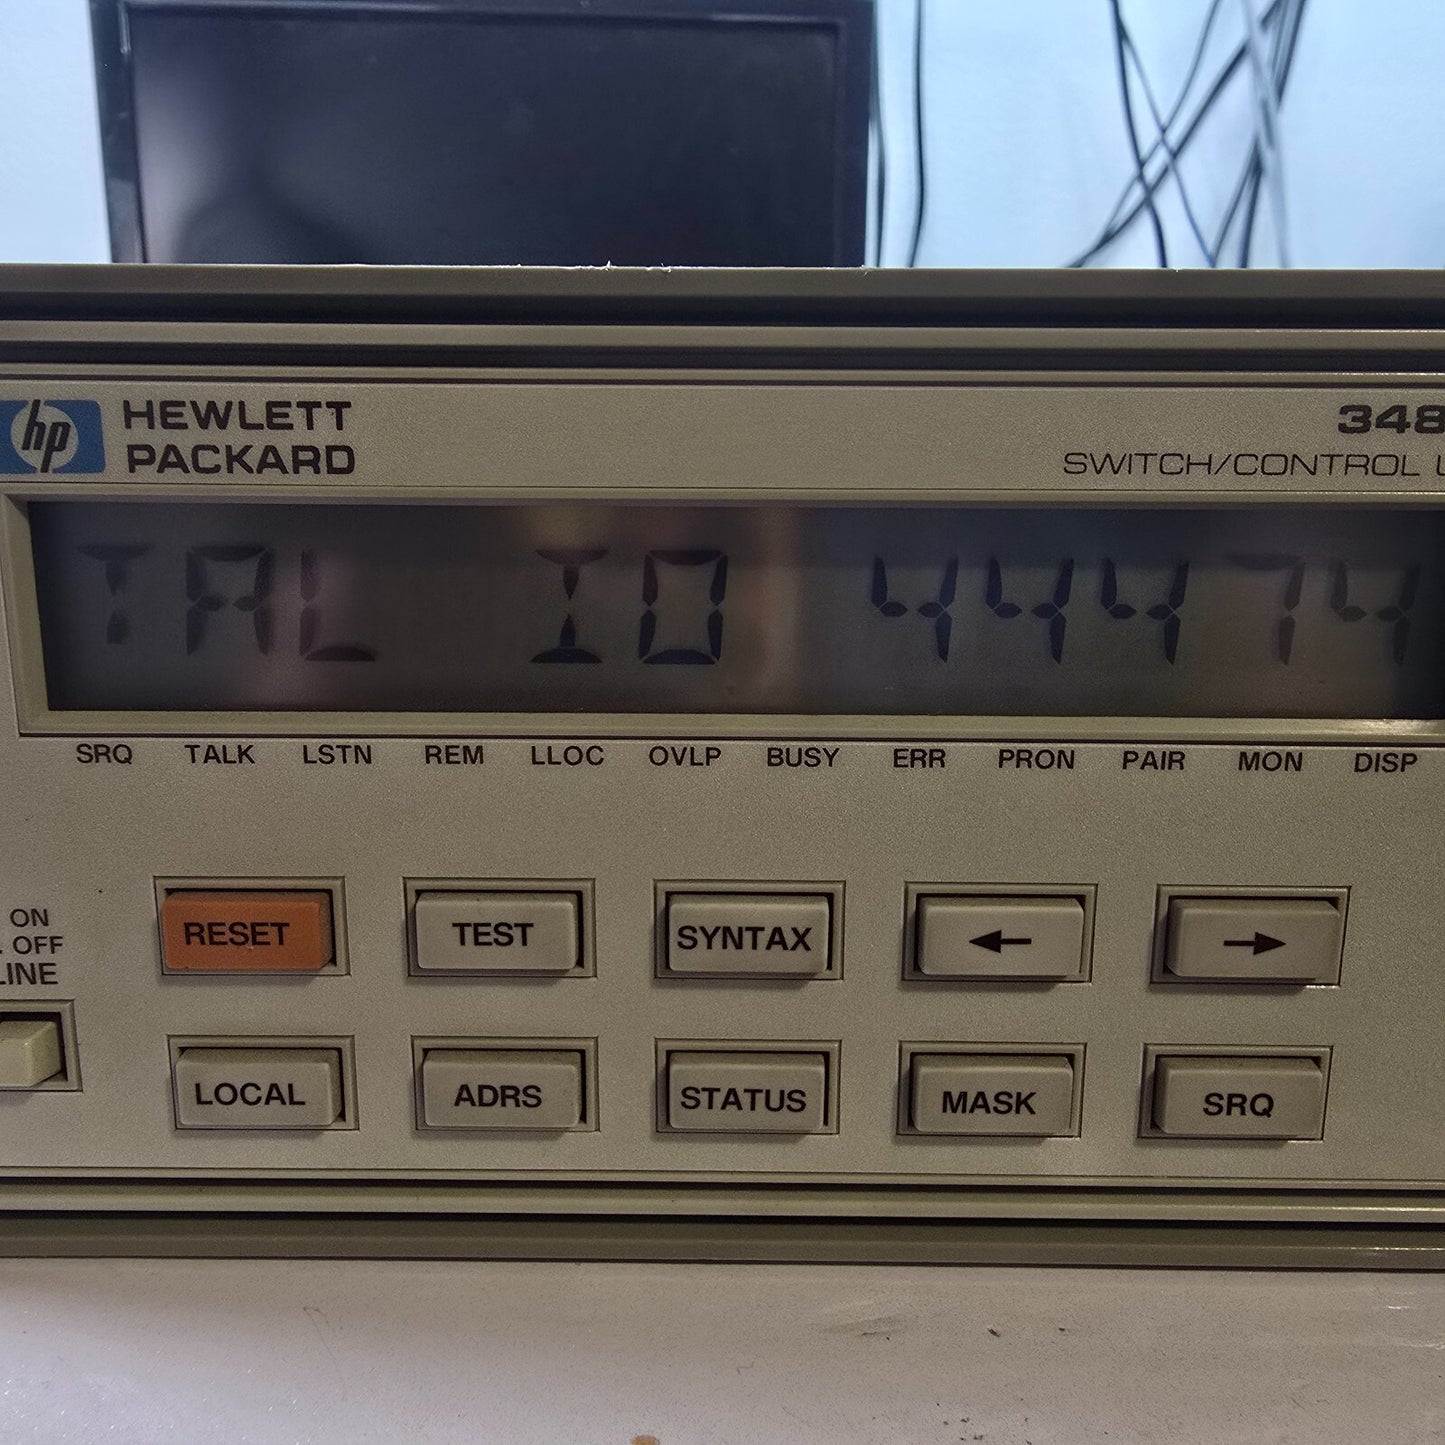 hp HEWLETT
PACKARD
348
SWITCH/CONTROL
TAL IO 44474
SRQ TALK LSTN REM LLOC OVLP BUSY ERR PRON PAIR MON DISP
ON
OFF
LINE
RESET TEST SYNTAX ← →
LOCAL ADRS STATUS MASK SRQ